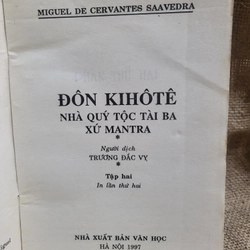 MIGUEL DE CERVANTES SAAVEDRA
ĐÔN KIHÔTÊ
NHÀ QUÝ TỘC TÀI BA
XỨ MANTRA
*
Người dịch
TRƯƠNG ĐẮC VỴ
*
Tập hai
In lần thứ hai
NHÀ XUẤT BẢN VĂN HỌC
HÀ NỘI 1997